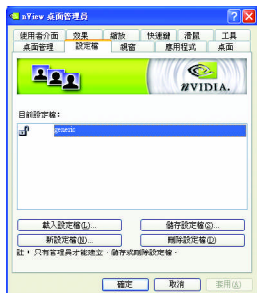 nView 桌面管理員
使用者介面 效果 縮放 快速鍵 滑鼠 工具
桌面管理 設定檔 視窗 應用程式 桌面
NVIDIA.
目前設定檔:
generic
載入設定檔(L)... 儲存設定檔(S)...
新設定檔(N)... 刪除設定檔(D)
註，只有管理員才能建立、儲存或刪除設定檔。
確定 取消 套用(A)